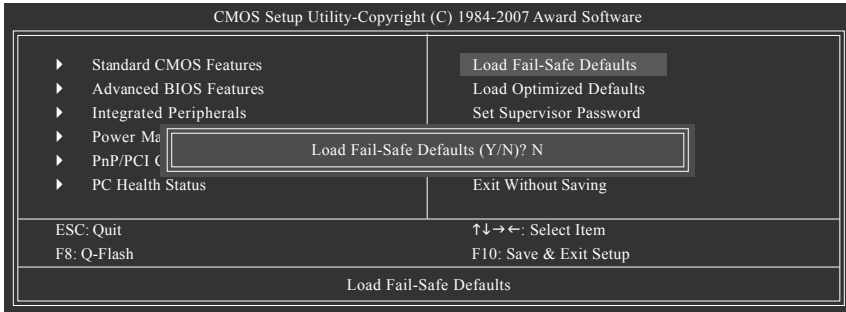 CMOS Setup Utility-Copyright (C) 1984-2007 Award Software
Standard CMOS Features
Advanced BIOS Features
Integrated Peripherals
Power Ma
PnP/PCI
PC Health Status
Load Fail-Safe Defaults
Load Optimized Defaults
Set Supervisor Password
Exit Without Saving
Load Fail-Safe Defaults (Y/N)? N
ESC: Quit
F8: Q-Flash
↑↓→←: Select Item
F10: Save & Exit Setup
Load Fail-Safe Defaults